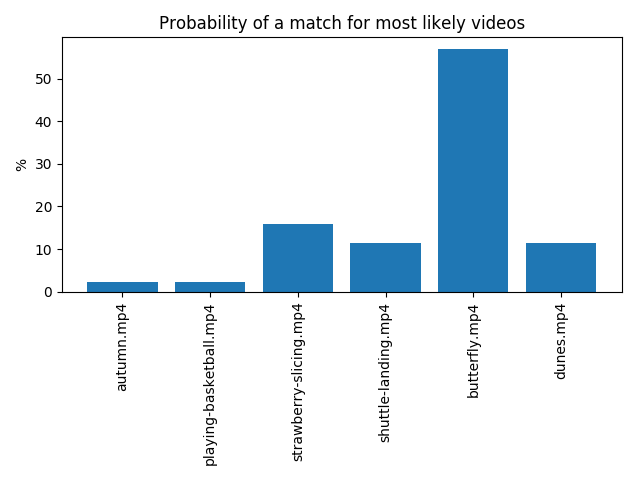 Probability of a match for most likely videos
%
50
40
30
20
10
0
autumn.mp4
playing-basketball.mp4
strawberry-slicing.mp4
shuttle-landing.mp4
butterfly.mp4
dunes.mp4